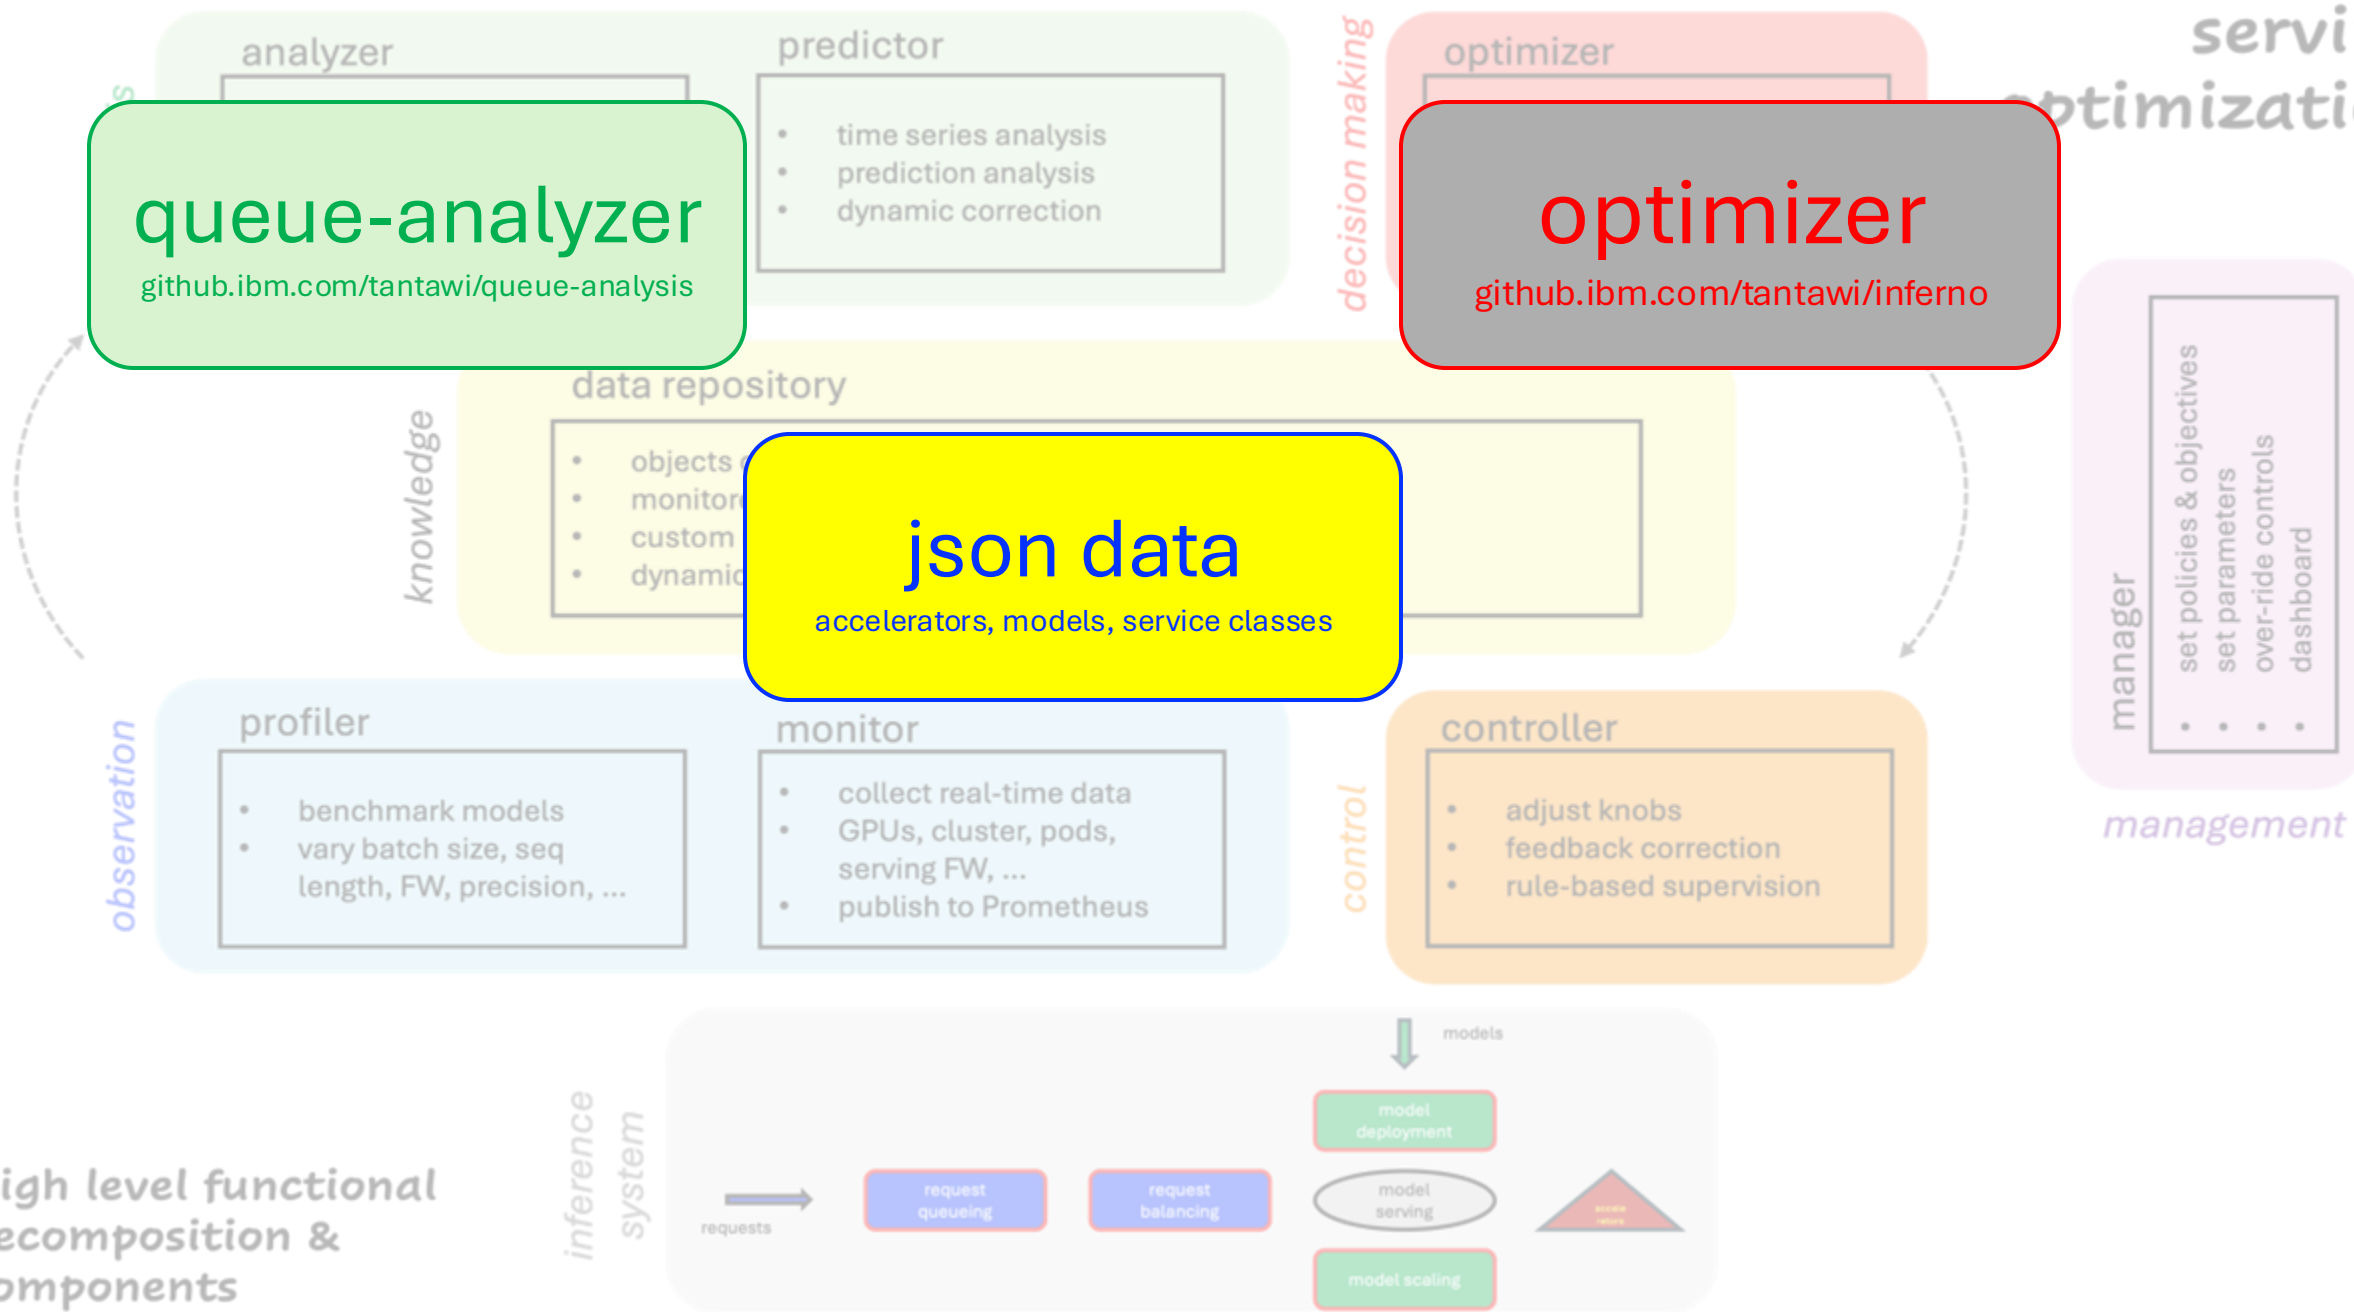 analyzer
predictor
optimizer
servi
optimizati
decision making
s
time series analysis
prediction analysis
dynamic correction
queue-analyzer
github.ibm.com/tantawi/queue-analysis
optimizer
github.ibm.com/tantawi/inferno
data repository
knowledge
objects
monitor
custom
dynamic
json data
accelerators, models, service classes
manager
set policies & objectives
set parameters
over-ride controls
dashboard
management
observation
profiler
benchmark models
vary batch size, seq
length, FW, precision, ...
monitor
collect real-time data
GPUs, cluster, pods,
serving FW, ...
publish to Prometheus
control
controller
adjust knobs
feedback correction
rule-based supervision
inference
system
models
model
deployment
requests
request
queueing
request
balancing
model
serving
accele
rators
model scaling
igh level functional
ecomposition &
omponents